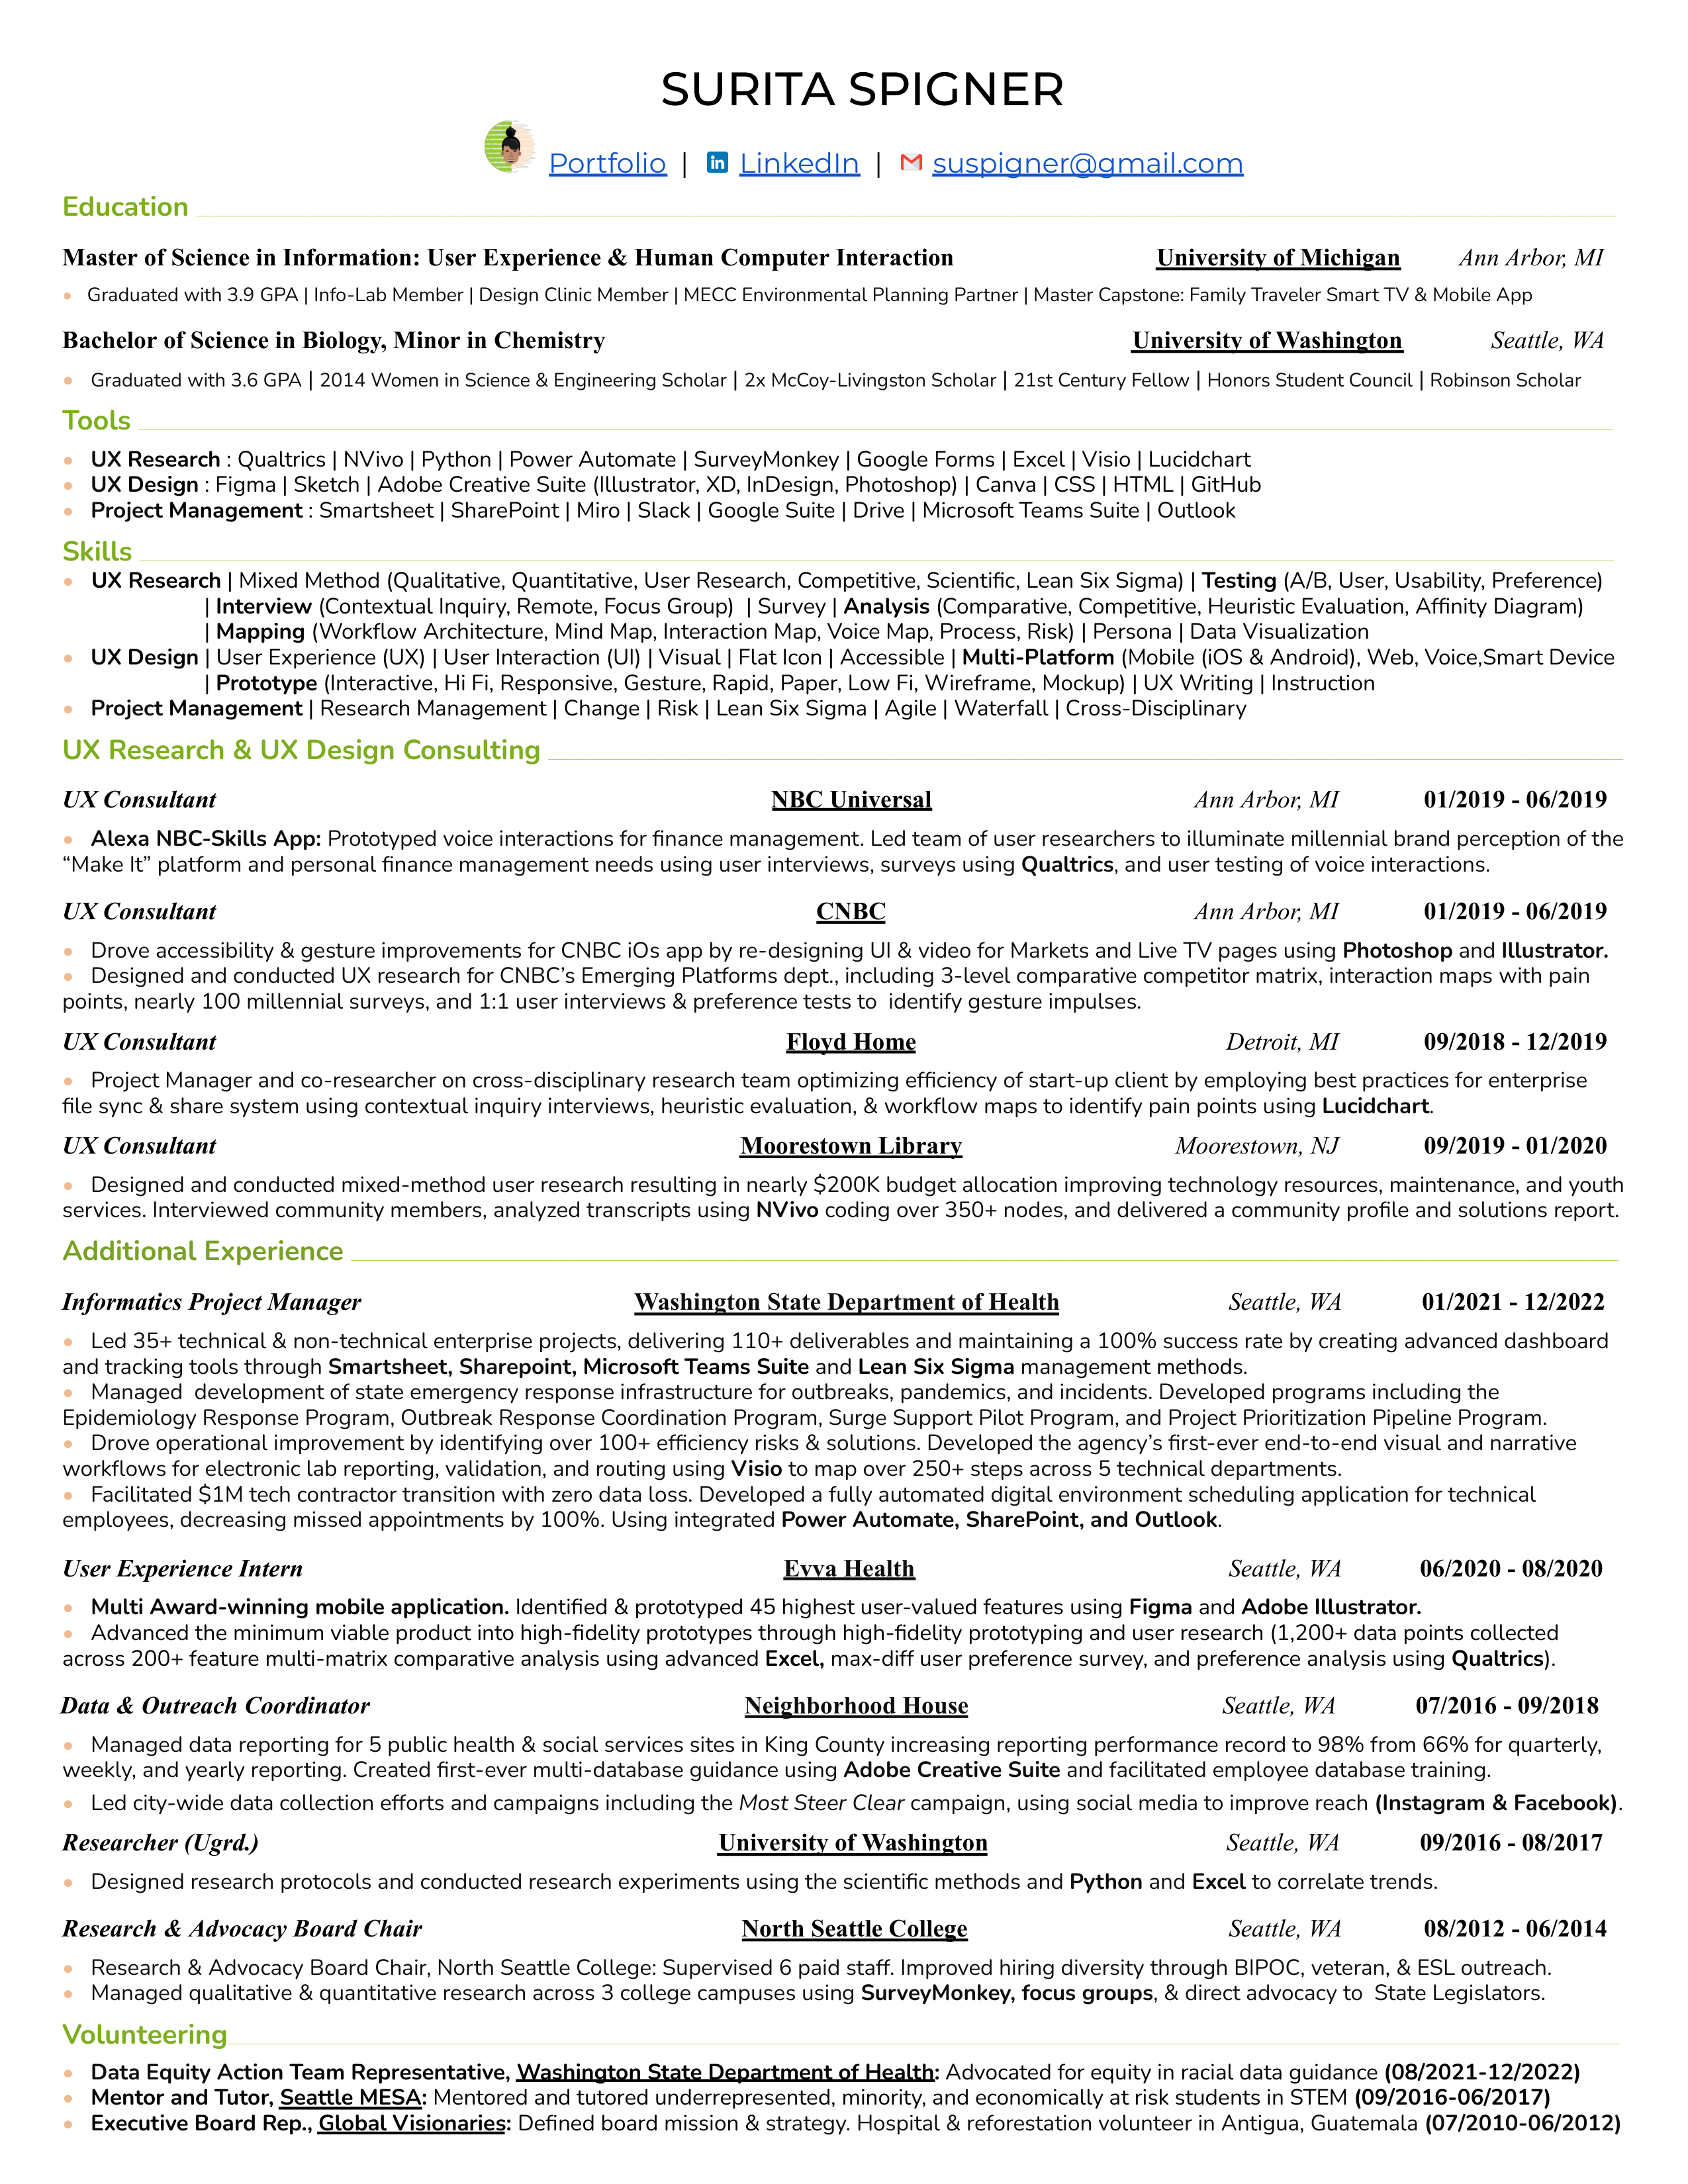 SURITA SPIGNER
Portfolio | LinkedIn | suspigner@gmail.com
Education
Master of Science in Information: User Experience & Human Computer Interaction University of Michigan Ann Arbor, MI
• Graduated with 3.9 GPA | Info-Lab Member | Design Clinic Member | MECC Environmental Planning Partner | Master Capstone: Family Traveler Smart TV & Mobile App
Bachelor of Science in Biology, Minor in Chemistry University of Washington Seattle, WA
• Graduated with 3.6 GPA | 2014 Women in Science & Engineering Scholar | 2x McCoy-Livingston Scholar | 21st Century Fellow | Honors Student Council | Robinson Scholar
Tools
• UX Research : Qualtrics | NVivo | Python | Power Automate | SurveyMonkey | Google Forms | Excel | Visio | Lucidchart
• UX Design : Figma | Sketch | Adobe Creative Suite (Illustrator, XD, InDesign, Photoshop) | Canva | CSS | HTML | GitHub
• Project Management : Smartsheet | SharePoint | Miro | Slack | Google Suite | Drive | Microsoft Teams Suite | Outlook
Skills
• UX Research | Mixed Method (Qualitative, Quantitative, User Research, Competitive, Scientific, Lean Six Sigma) | Testing (A/B, User, Usability, Preference)
| Interview (Contextual Inquiry, Remote, Focus Group) | Survey | Analysis (Comparative, Competitive, Heuristic Evaluation, Affinity Diagram)
| Mapping (Workflow Architecture, Mind Map, Interaction Map, Voice Map, Process, Risk) | Persona | Data Visualization
• UX Design | User Experience (UX) | User Interaction (UI) | Visual | Flat Icon | Accessible | Multi-Platform (Mobile (iOS & Android), Web, Voice,Smart Device
| Prototype (Interactive, Hi Fi, Responsive, Gesture, Rapid, Paper, Low Fi, Wireframe, Mockup) | UX Writing | Instruction
• Project Management | Research Management | Change | Risk | Lean Six Sigma | Agile | Waterfall | Cross-Disciplinary
UX Research & UX Design Consulting
UX Consultant NBC Universal Ann Arbor, MI 01/2019 - 06/2019
• Alexa NBC-Skills App: Prototyped voice interactions for finance management. Led team of user researchers to illuminate millennial brand perception of the
“Make It” platform and personal finance management needs using user interviews, surveys using Qualtrics, and user testing of voice interactions.
UX Consultant CNBC Ann Arbor, MI 01/2019 - 06/2019
• Drove accessibility & gesture improvements for CNBC iOs app by re-designing UI & video for Markets and Live TV pages using Photoshop and Illustrator.
• Designed and conducted UX research for CNBC’s Emerging Platforms dept., including 3-level comparative competitor matrix, interaction maps with pain
points, nearly 100 millennial surveys, and 1:1 user interviews & preference tests to identify gesture impulses.
UX Consultant Floyd Home Detroit, MI 09/2018 - 12/2019
• Project Manager and co-researcher on cross-disciplinary research team optimizing efficiency of start-up client by employing best practices for enterprise
file sync & share system using contextual inquiry interviews, heuristic evaluation, & workflow maps to identify pain points using Lucidchart.
UX Consultant Moorestown Library Moorestown, NJ 09/2019 - 01/2020
• Designed and conducted mixed-method user research resulting in nearly $200K budget allocation improving technology resources, maintenance, and youth
services. Interviewed community members, analyzed transcripts using NVivo coding over 350+ nodes, and delivered a community profile and solutions report.
Additional Experience
Informatics Project Manager Washington State Department of Health Seattle, WA 01/2021 - 12/2022
• Led 35+ technical & non-technical enterprise projects, delivering 110+ deliverables and maintaining a 100% success rate by creating advanced dashboard
and tracking tools through Smartsheet, Sharepoint, Microsoft Teams Suite and Lean Six Sigma management methods.
• Managed development of state emergency response infrastructure for outbreaks, pandemics, and incidents. Developed programs including the
Epidemiology Response Program, Outbreak Response Coordination Program, Surge Support Pilot Program, and Project Prioritization Pipeline Program.
• Drove operational improvement by identifying over 100+ efficiency risks & solutions. Developed the agency’s first-ever end-to-end visual and narrative
workflows for electronic lab reporting, validation, and routing using Visio to map over 250+ steps across 5 technical departments.
• Facilitated $1M tech contractor transition with zero data loss. Developed a fully automated digital environment scheduling application for technical
employees, decreasing missed appointments by 100%. Using integrated Power Automate, SharePoint, and Outlook.
User Experience Intern Evva Health Seattle, WA 06/2020 - 08/2020
• Multi Award-winning mobile application. Identified & prototyped 45 highest user-valued features using Figma and Adobe Illustrator.
• Advanced the minimum viable product into high-fidelity prototypes through high-fidelity prototyping and user research (1,200+ data points collected
across 200+ feature multi-matrix comparative analysis using advanced Excel, max-diff user preference survey, and preference analysis using Qualtrics).
Data & Outreach Coordinator Neighborhood House Seattle, WA 07/2016 - 09/2018
• Managed data reporting for 5 public health & social services sites in King County increasing reporting performance record to 98% from 66% for quarterly,
weekly, and yearly reporting. Created first-ever multi-database guidance using Adobe Creative Suite and facilitated employee database training.
• Led city-wide data collection efforts and campaigns including the Most Steer Clear campaign, using social media to improve reach (Instagram & Facebook).
Researcher (Ugrd.) University of Washington Seattle, WA 09/2016 - 08/2017
• Designed research protocols and conducted research experiments using the scientific methods and Python and Excel to correlate trends.
Research & Advocacy Board Chair North Seattle College Seattle, WA 08/2012 - 06/2014
• Research & Advocacy Board Chair, North Seattle College: Supervised 6 paid staff. Improved hiring diversity through BIPOC, veteran, & ESL outreach.
• Managed qualitative & quantitative research across 3 college campuses using SurveyMonkey, focus groups, & direct advocacy to State Legislators.
Volunteering
• Data Equity Action Team Representative, Washington State Department of Health: Advocated for equity in racial data guidance (08/2021-12/2022)
• Mentor and Tutor, Seattle MESA: Mentored and tutored underrepresented, minority, and economically at risk students in STEM (09/2016-06/2017)
• Executive Board Rep., Global Visionaries: Defined board mission & strategy. Hospital & reforestation volunteer in Antigua, Guatemala (07/2010-06/2012)